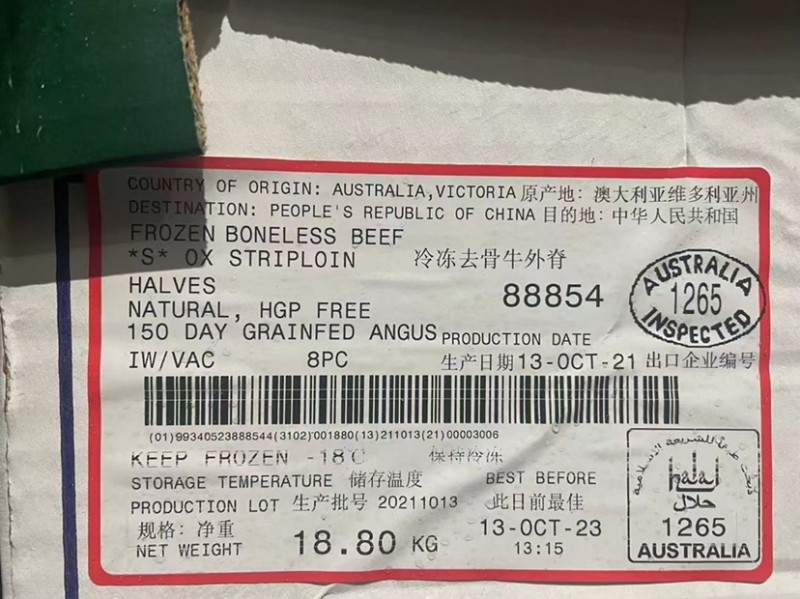 COUNTRY OF ORIGIN: AUSTRALIA,VICTORIA 原产地: 澳大利亚维多利亚州
DESTINATION: PEOPLE'S REPUBLIC OF CHINA 目的地: 中华人民共和国
FROZEN BONELESS BEEF
*S* OX STRIPLOIN 冷冻去骨牛外脊
HALVES
88854
NATURAL, HGP FREE
150 DAY GRAINFED ANGUS
AUSTRALIA
1265
INSPECTED
PRODUCTION DATE
IW/VAC 8PC 生产日期 13-OCT-21 出口企业编号
(01)99340523888544(3102)001880(13)211013(21)00003006
KEEP FROZEN -18℃ 保持冷冻
STORAGE TEMPERATURE 储存温度
BEST BEFORE
PRODUCTION LOT 生产批号 20211013
此日前最佳
规格: 净重
NET WEIGHT 18.80 KG
13-OCT-23
13:15
halal
حلال
1265
AUSTRALIA